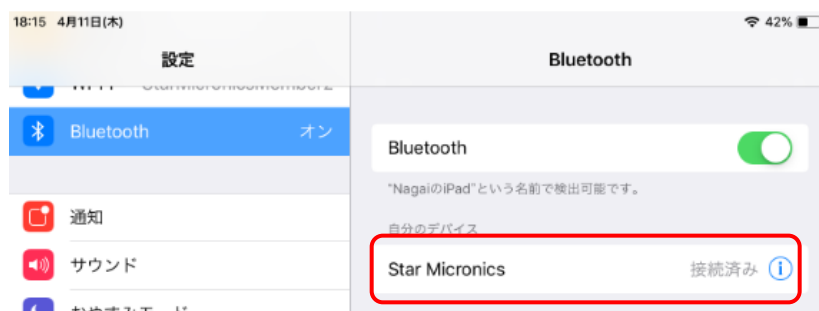 18:15 4月11日(木)
42%
設定
Bluetooth
Bluetooth
オン
Bluetooth
"NagaiのiPad"という名前で検出可能です。
通知
自分のデバイス
サウンド
Star Micronics
接続済み